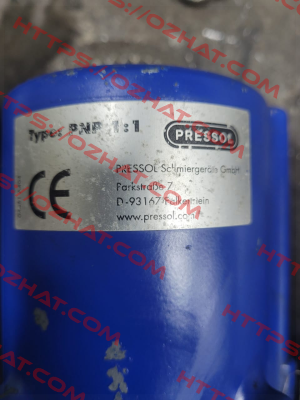 Type: PNP 1:1
PRESSOL
PRESSOL Schmiergeräte GmbH
Parkstraße 7
D-93167 Falkenstein
www.pressol.com
CE
HTTPS://OZHAT.COM
HTTPS://OZHAT.COM
HTTPS://OZHAT.COM
HTTPS://OZHAT.COM